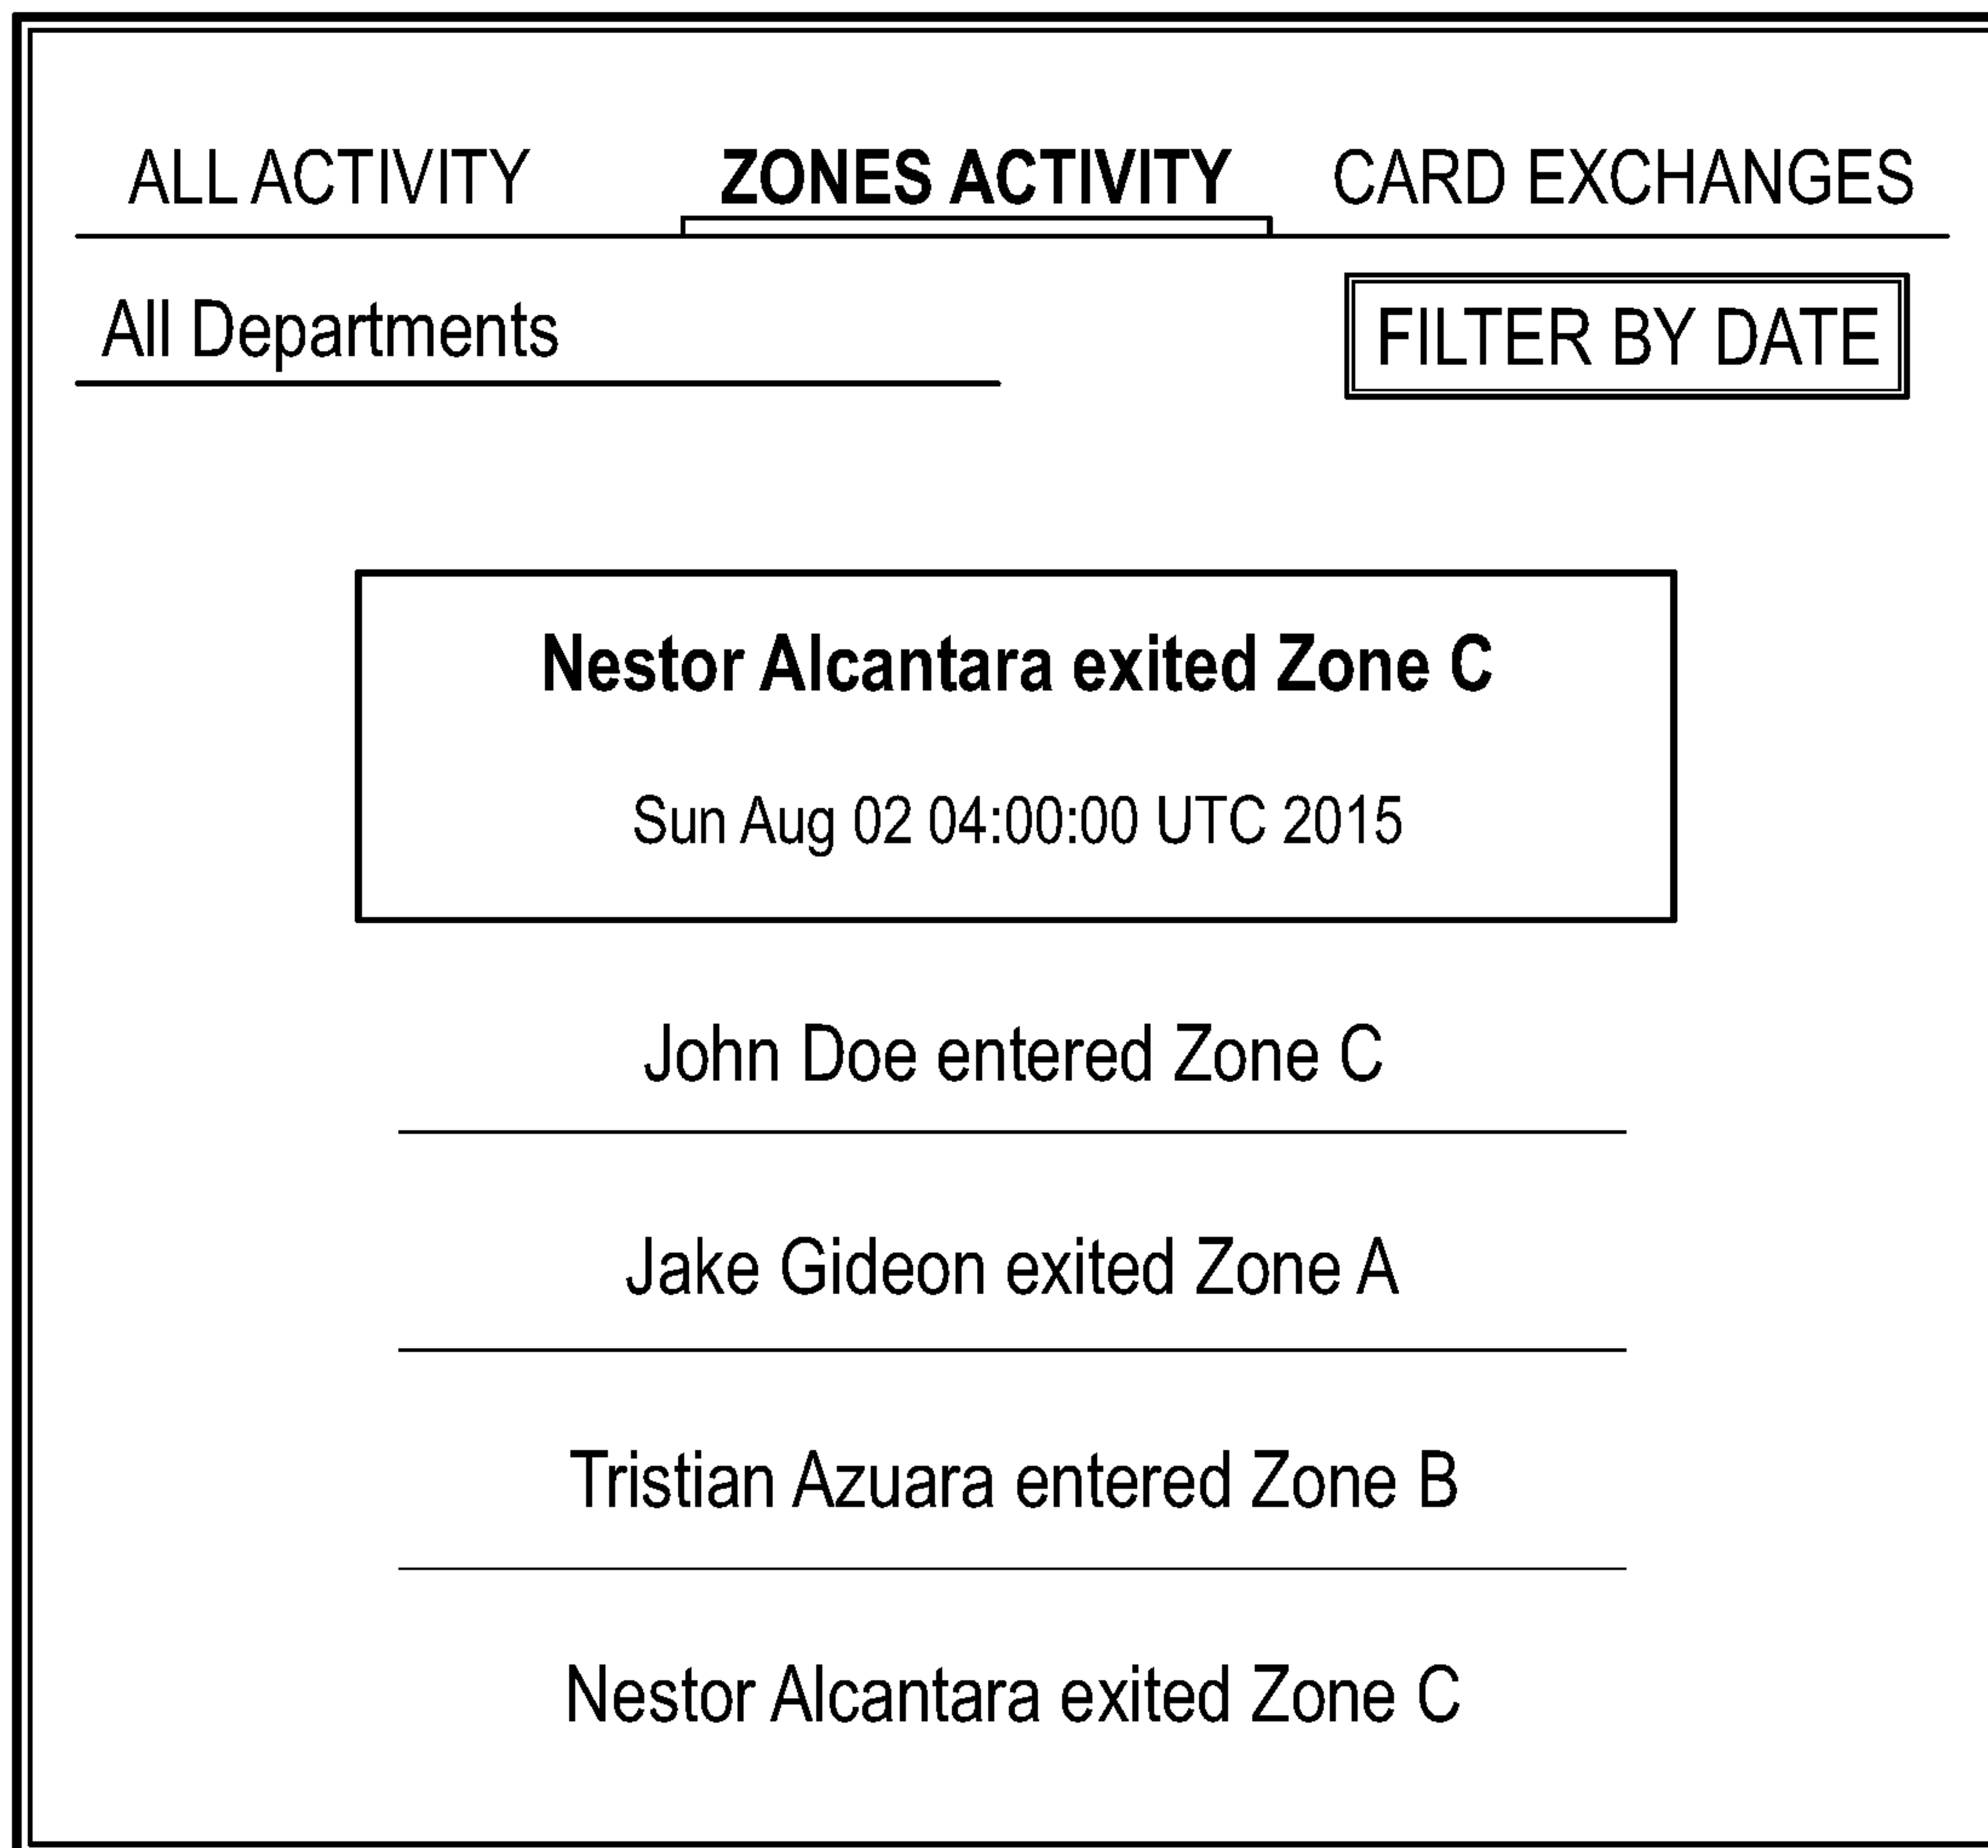 ALL ACTIVITY ZONES ACTIVITY CARD EXCHANGES
All Departments FILTER BY DATE
Nestor Alcantara exited Zone C
Sun Aug 02 04:00:00 UTC 2015
John Doe entered Zone C
Jake Gideon exited Zone A
Tristian Azuara entered Zone B
Nestor Alcantara exited Zone C